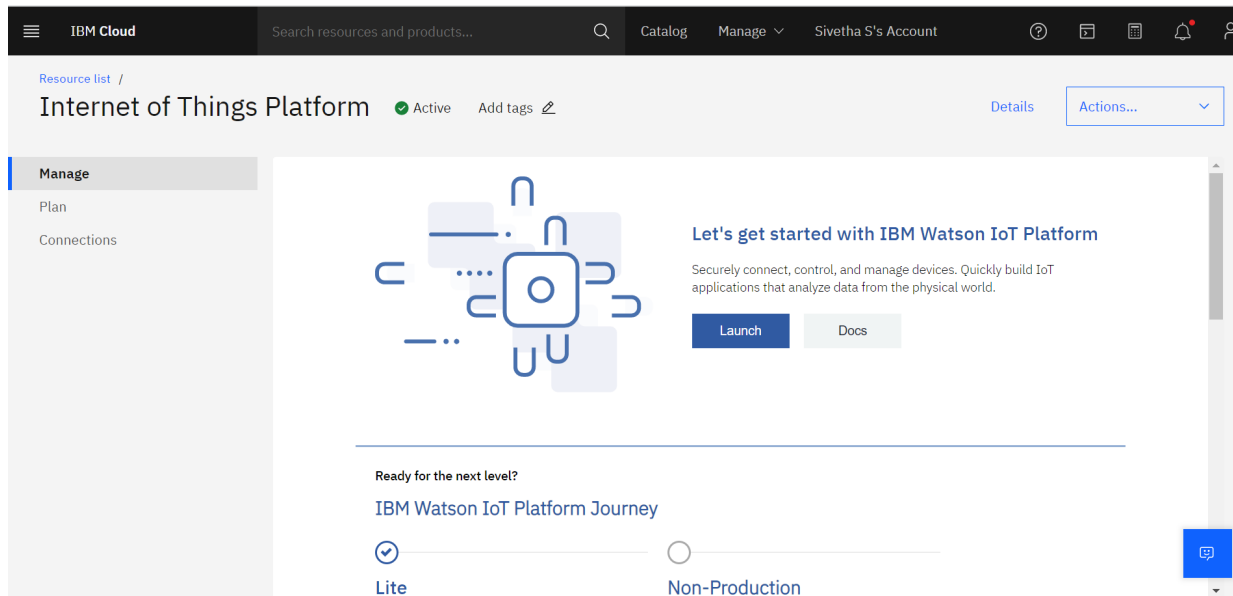 IBM Cloud
Search resources and products...
Catalog
Manage
Sivetha S's Account
Resource list /
Internet of Things Platform
Active
Add tags
Details
Actions...
Manage
Plan
Connections
Let's get started with IBM Watson IoT Platform
Securely connect, control, and manage devices. Quickly build IoT
applications that analyze data from the physical world.
Launch
Docs
Ready for the next level?
IBM Watson IoT Platform Journey
Lite
Non-Production